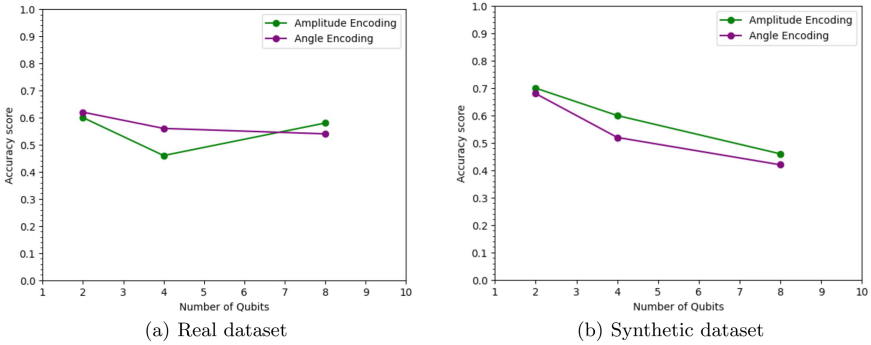 Amplitude Encoding
Angle Encoding
Accuracy score
1.0
0.9
0.8
0.7
0.6
0.5
0.4
0.3
0.2
0.1
0.0
1 2 3 4 5 6 7 8 9 10
Number of Qubits
(a) Real dataset
Amplitude Encoding
Angle Encoding
Accuracy score
1.0
0.9
0.8
0.7
0.6
0.5
0.4
0.3
0.2
0.1
0.0
1 2 3 4 5 6 7 8 9 10
Number of Qubits
(b) Synthetic dataset